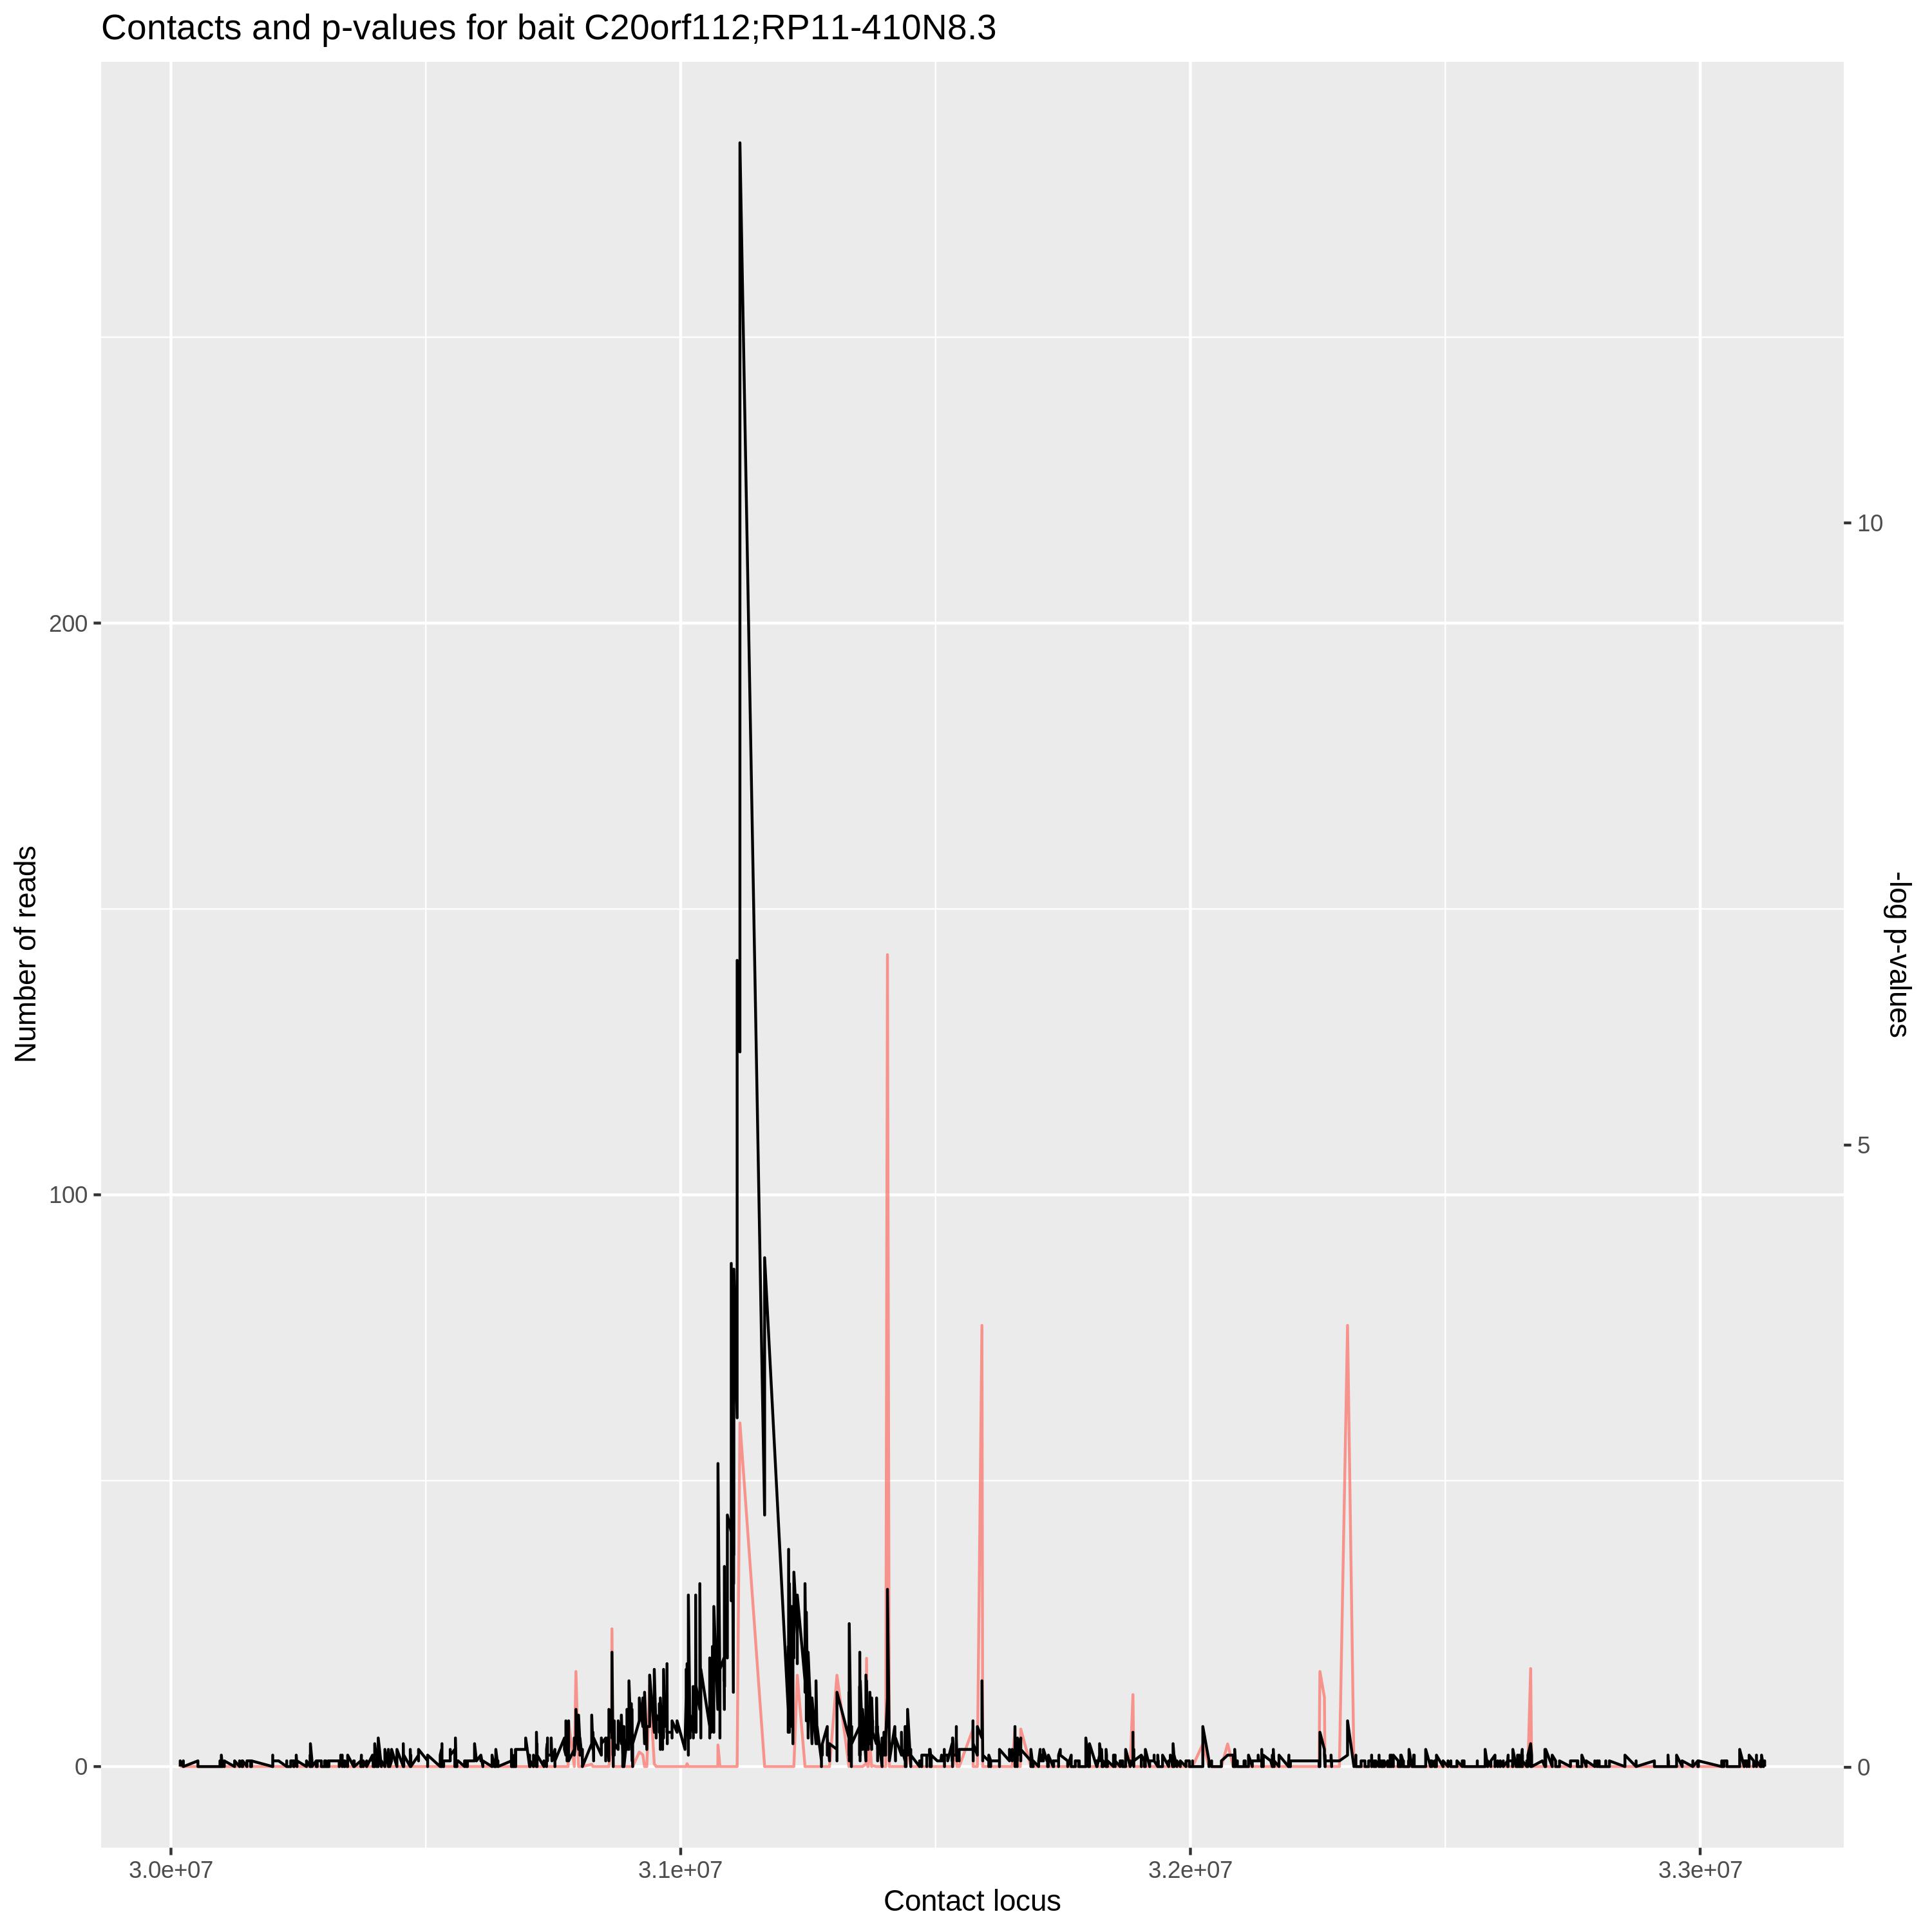 Contacts and p-values for bait C20orf112;RP11-410N8.3
Number of reads
200
100
0
10
5
0
-log p-values
3.0e+07
3.1e+07
3.2e+07
3.3e+07
Contact locus